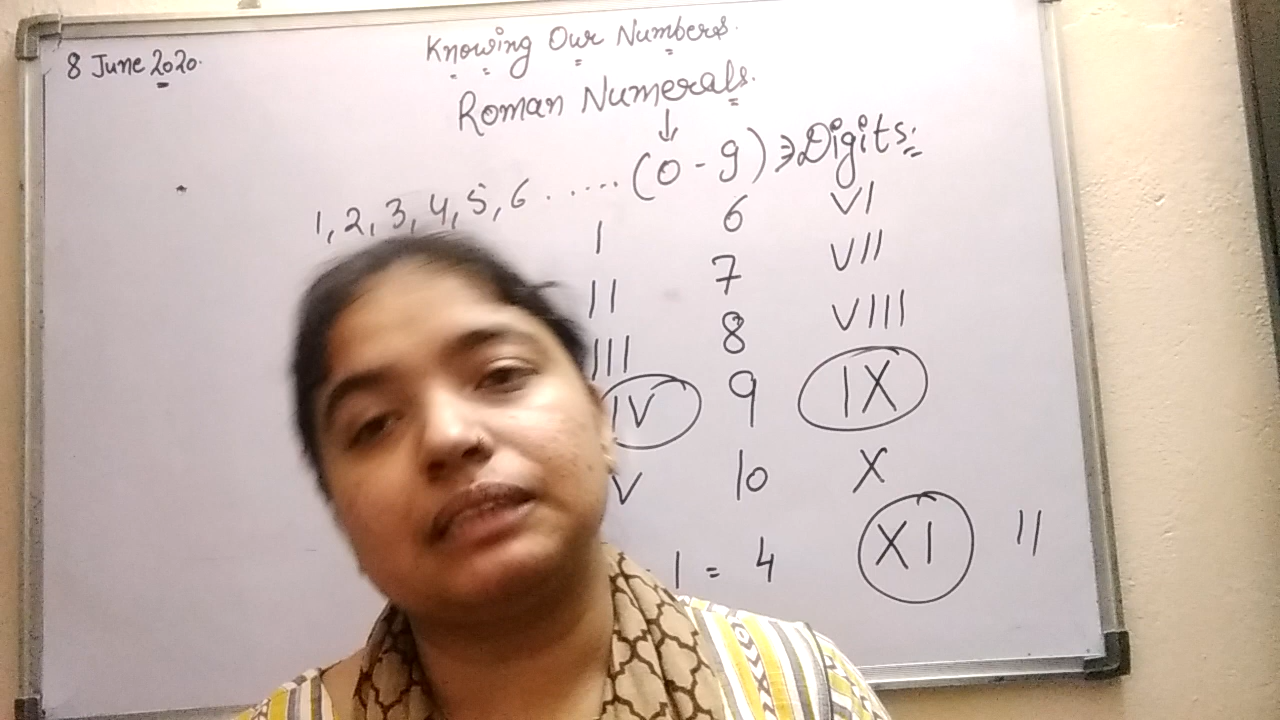 8 June 2020.
Knowing Our Numbers.
Roman Numerals.
↓
1, 2, 3, 4, 5, 6 ...... (0 - 9) → Digits.
I 6 VI
II 7 VII
III 8 VIII
IV 9 IX
V 10 X
1 = 4 XI 11